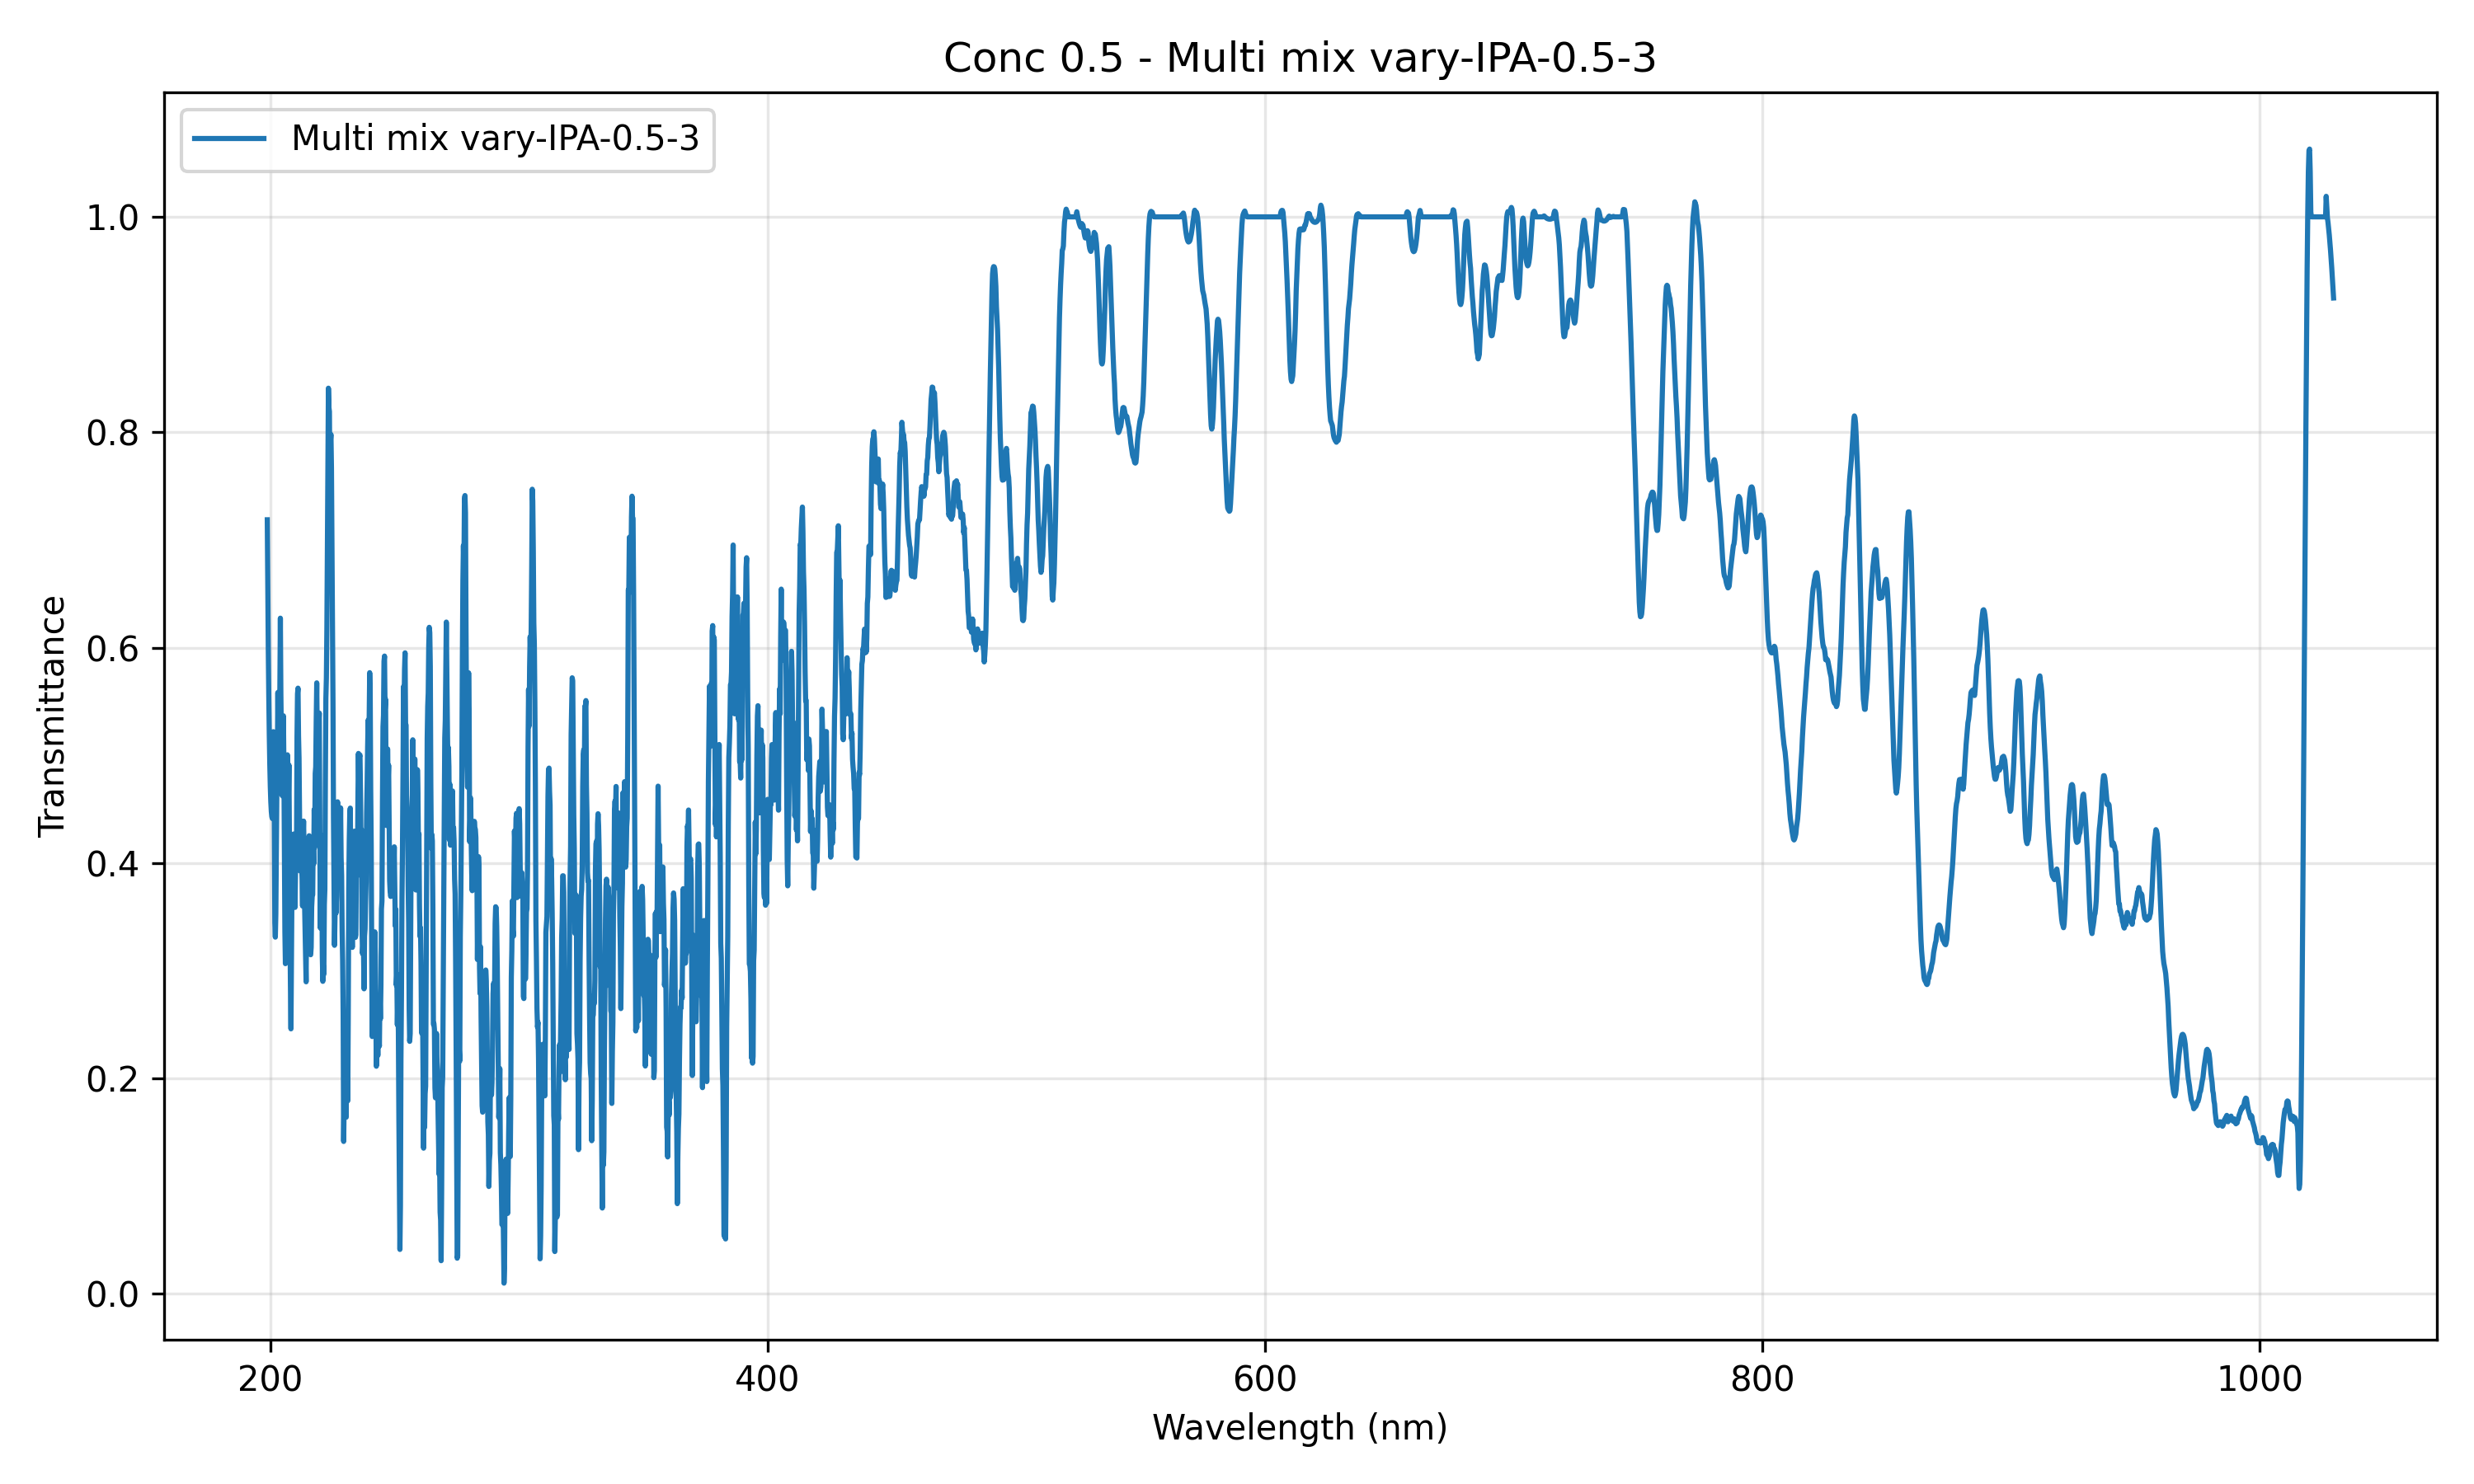 Conc 0.5 - Multi mix vary-IPA-0.5-3
Multi mix vary-IPA-0.5-3
Transmittance
1.0
0.8
0.6
0.4
0.2
0.0
200
400
600
800
1000
Wavelength (nm)